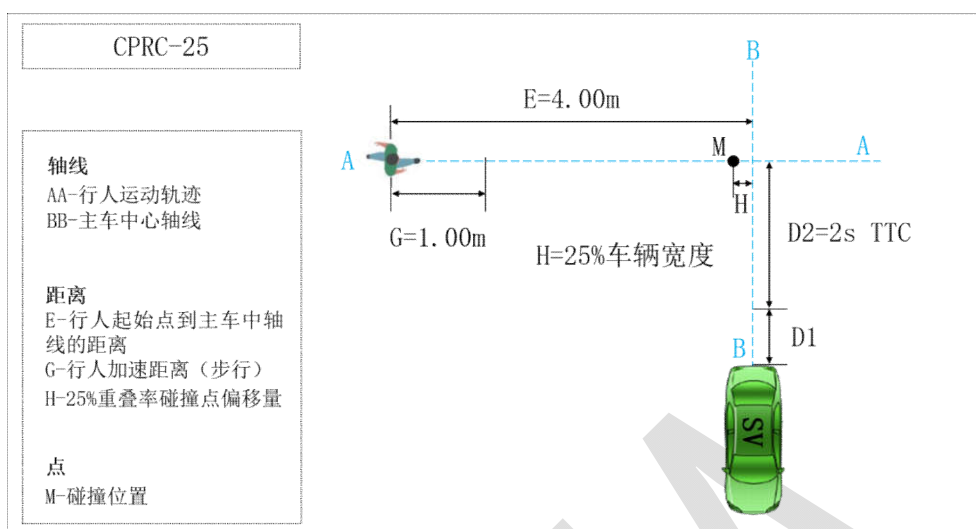 CPRC-25
轴线
AA-行人运动轨迹
BB-主车中心轴线
距离
E-行人起始点到主车中轴
线的距离
G-行人加速距离（步行）
H-25%重叠率碰撞点偏移量
点
M-碰撞位置
B
E=4.00m
A
M
A
H
G=1.00m
H=25%车辆宽度
D2=2s TTC
D1
B
SV